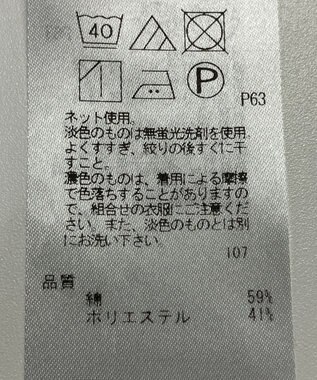 40
P
P63
ネット使用。
淡色のものは無蛍光洗剤を使用。
よくすすぎ、絞りの後すぐに干
すこと。
濃色のものは、着用による摩擦
で色落ちすることがありますの
で、組合せの衣服にご注意くだ
さい。また、淡色のものとは別
にお洗い下さい。
107
品質
綿 59%
ポリエステル 41%